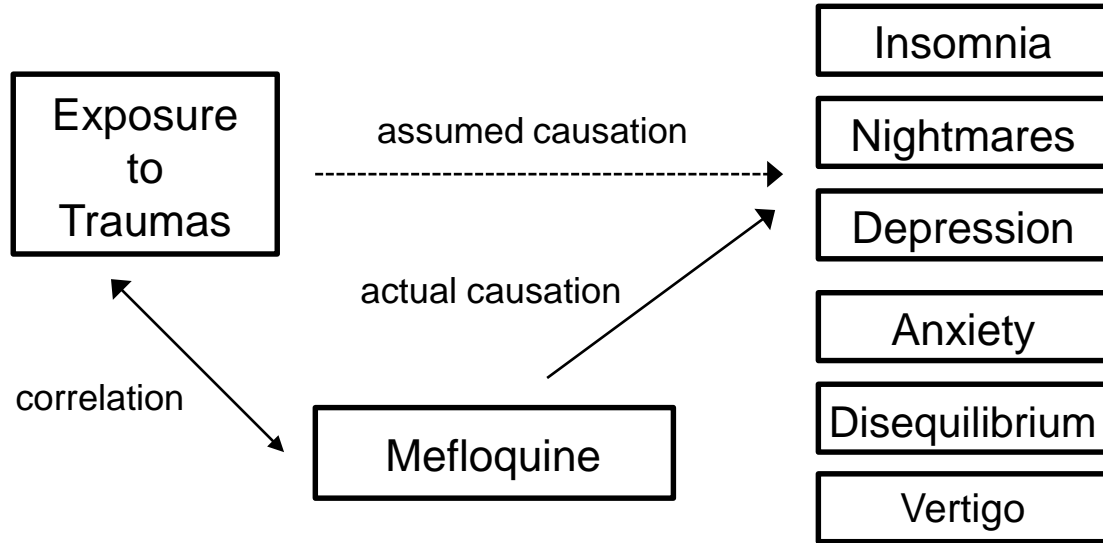 Exposure
to
Traumas
assumed causation
actual causation
correlation
Mefloquine
Insomnia
Nightmares
Depression
Anxiety
Disequilibrium
Vertigo